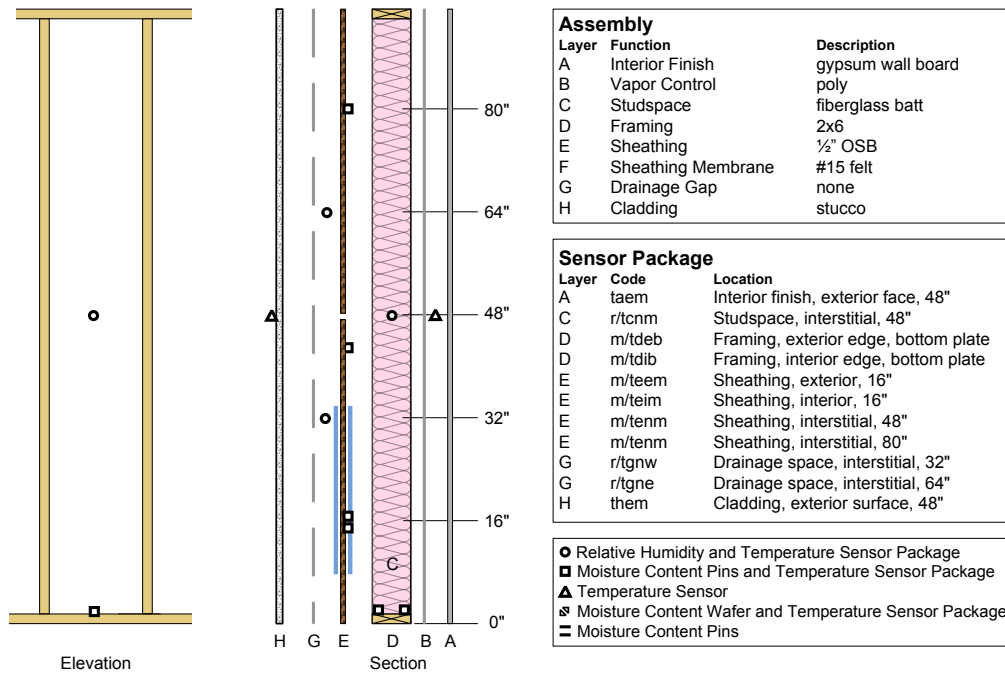 80"
64"
48"
32"
16"
0"
C
H G E D B A
Elevation
Section
Assembly
Layer Function Description
A Interior Finish gypsum wall board
B Vapor Control poly
C Studspace fiberglass batt
D Framing 2x6
E Sheathing ½” OSB
F Sheathing Membrane #15 felt
G Drainage Gap none
H Cladding stucco
Sensor Package
Layer Code Location
A taem Interior finish, exterior face, 48"
C r/tcnm Studspace, interstitial, 48"
D m/tdeb Framing, exterior edge, bottom plate
D m/tdib Framing, interior edge, bottom plate
E m/teem Sheathing, exterior, 16"
E m/teim Sheathing, interior, 16"
E m/tenm Sheathing, interstitial, 48"
E m/tenm Sheathing, interstitial, 80"
G r/tgnw Drainage space, interstitial, 32"
G r/tgne Drainage space, interstitial, 64"
H them Cladding, exterior surface, 48"
Relative Humidity and Temperature Sensor Package
Moisture Content Pins and Temperature Sensor Package
Temperature Sensor
Moisture Content Wafer and Temperature Sensor Package
Moisture Content Pins